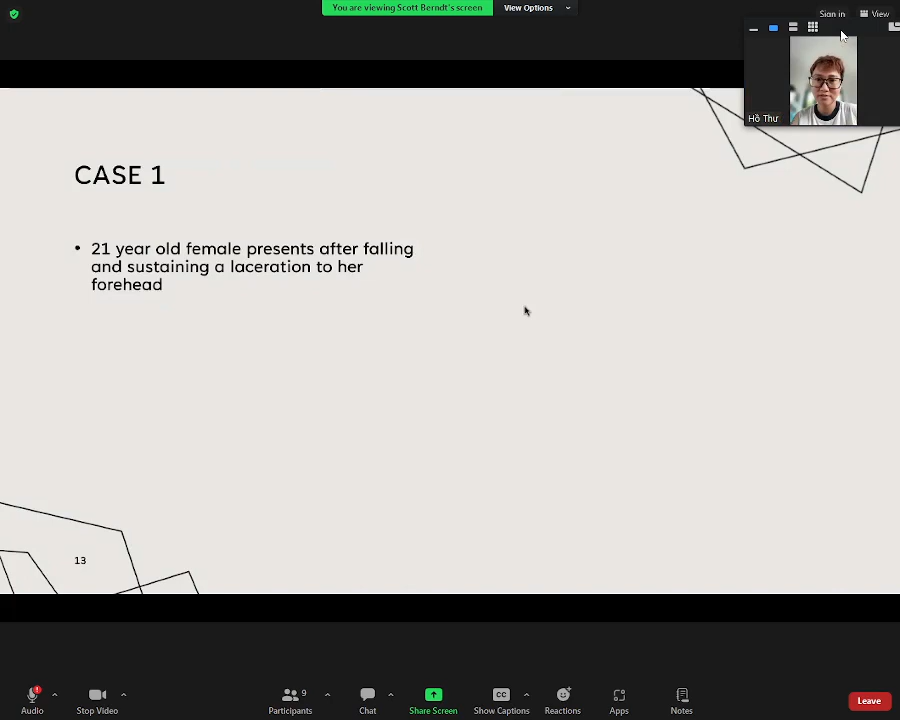 You are viewing Scott Berndt's screen
View Options
Sign in
View
Hồ Thư
CASE 1
• 21 year old female presents after falling
and sustaining a laceration to her
forehead
13
Audio
Stop Video
Participants
9
Chat
Share Screen
CC
Show Captions
Reactions
Apps
Notes
Leave